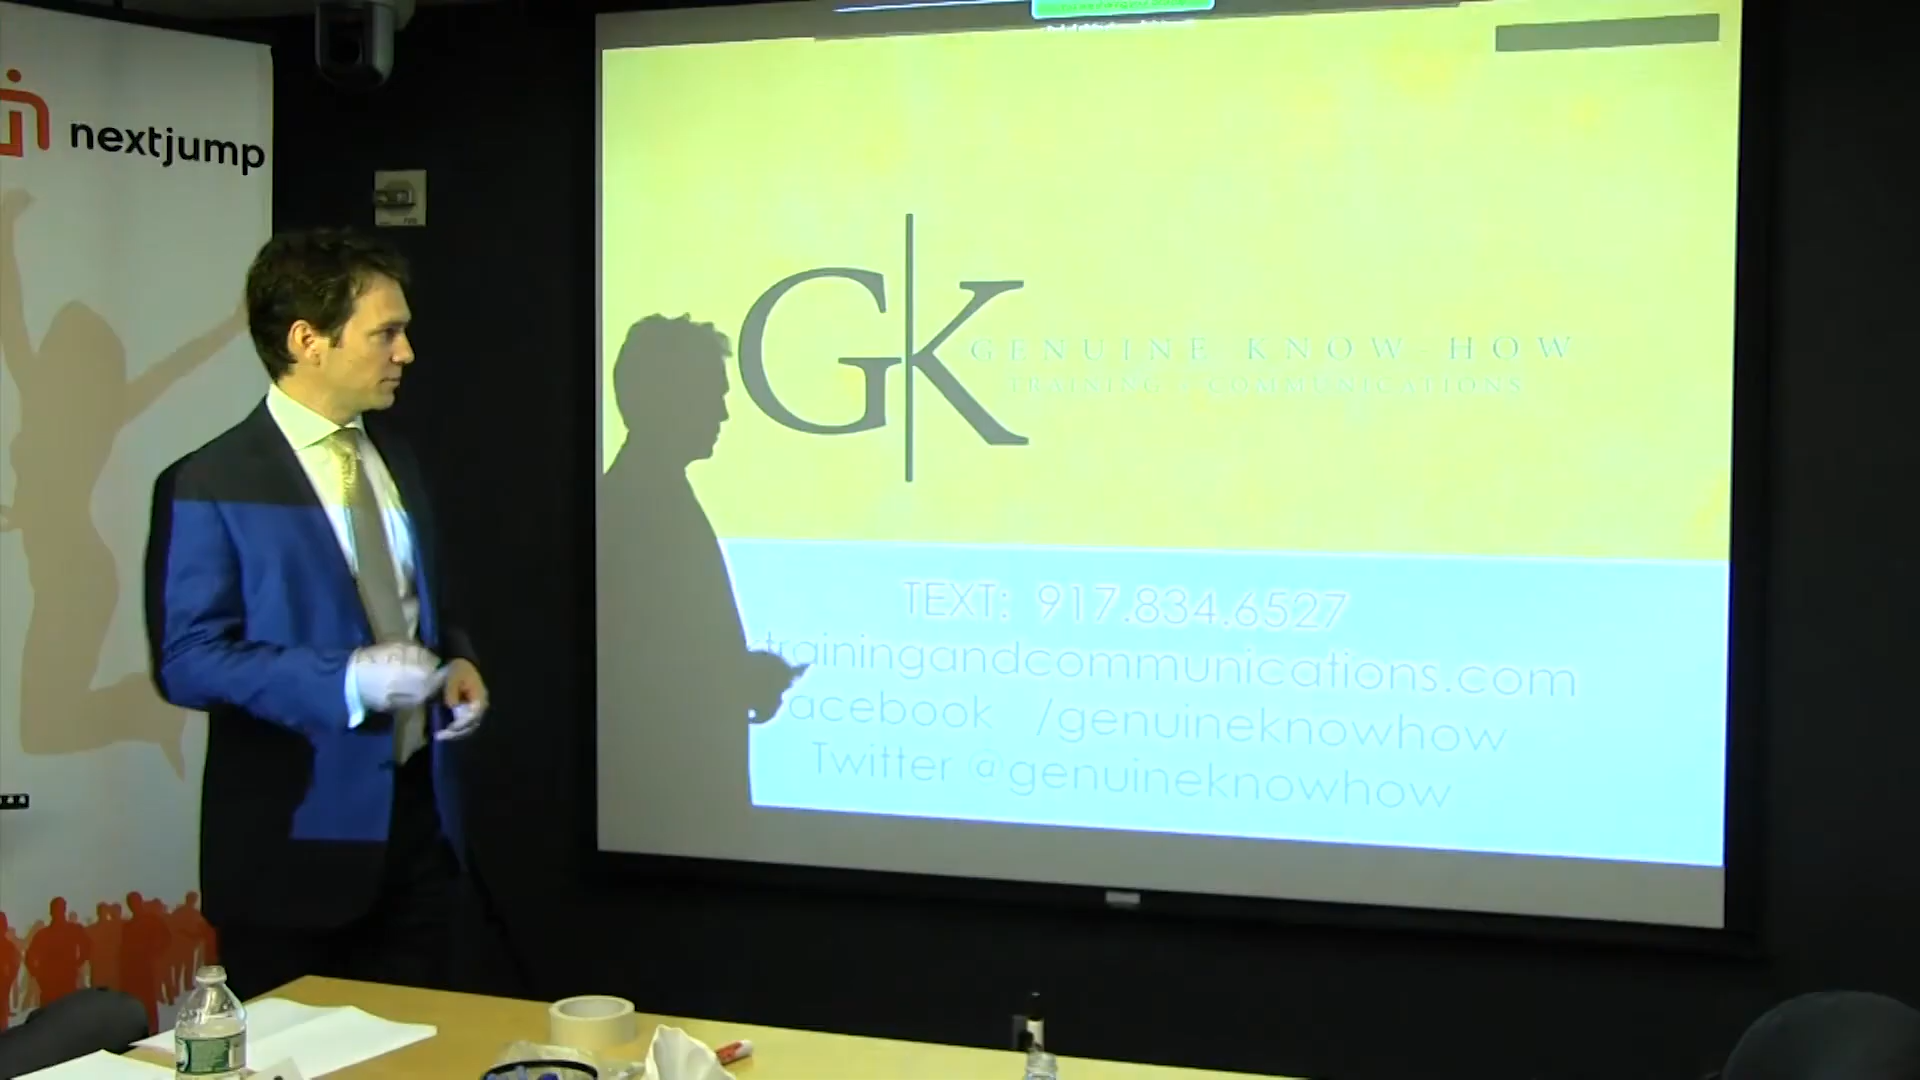 nextjump
GK
GENUINE KNOW-HOW
TRAINING & COMMUNICATIONS
TEXT: 917.834.6527
trainingandcommunications.com
acebook /genuineknowhow
Twitter @genuineknowhow